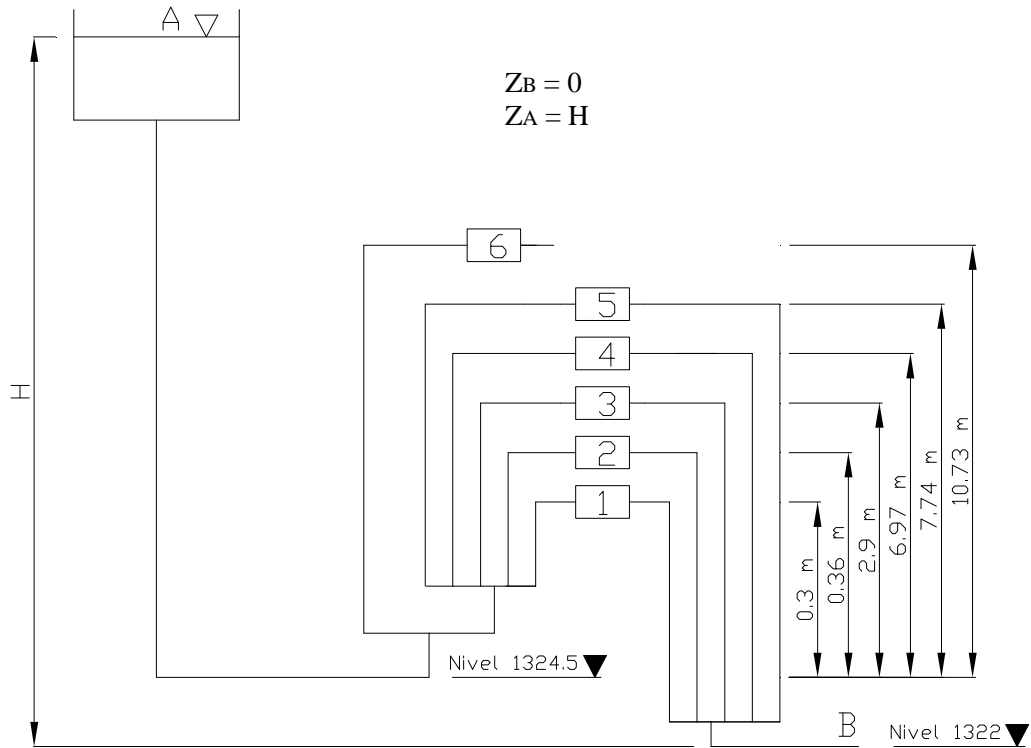 A
ZB = 0
ZA = H
6
5
4
3
2
1
H
0.3 m
0.36 m
2.9 m
6.97 m
7.74 m
10.73 m
Nivel 1324.5
B
Nivel 1322